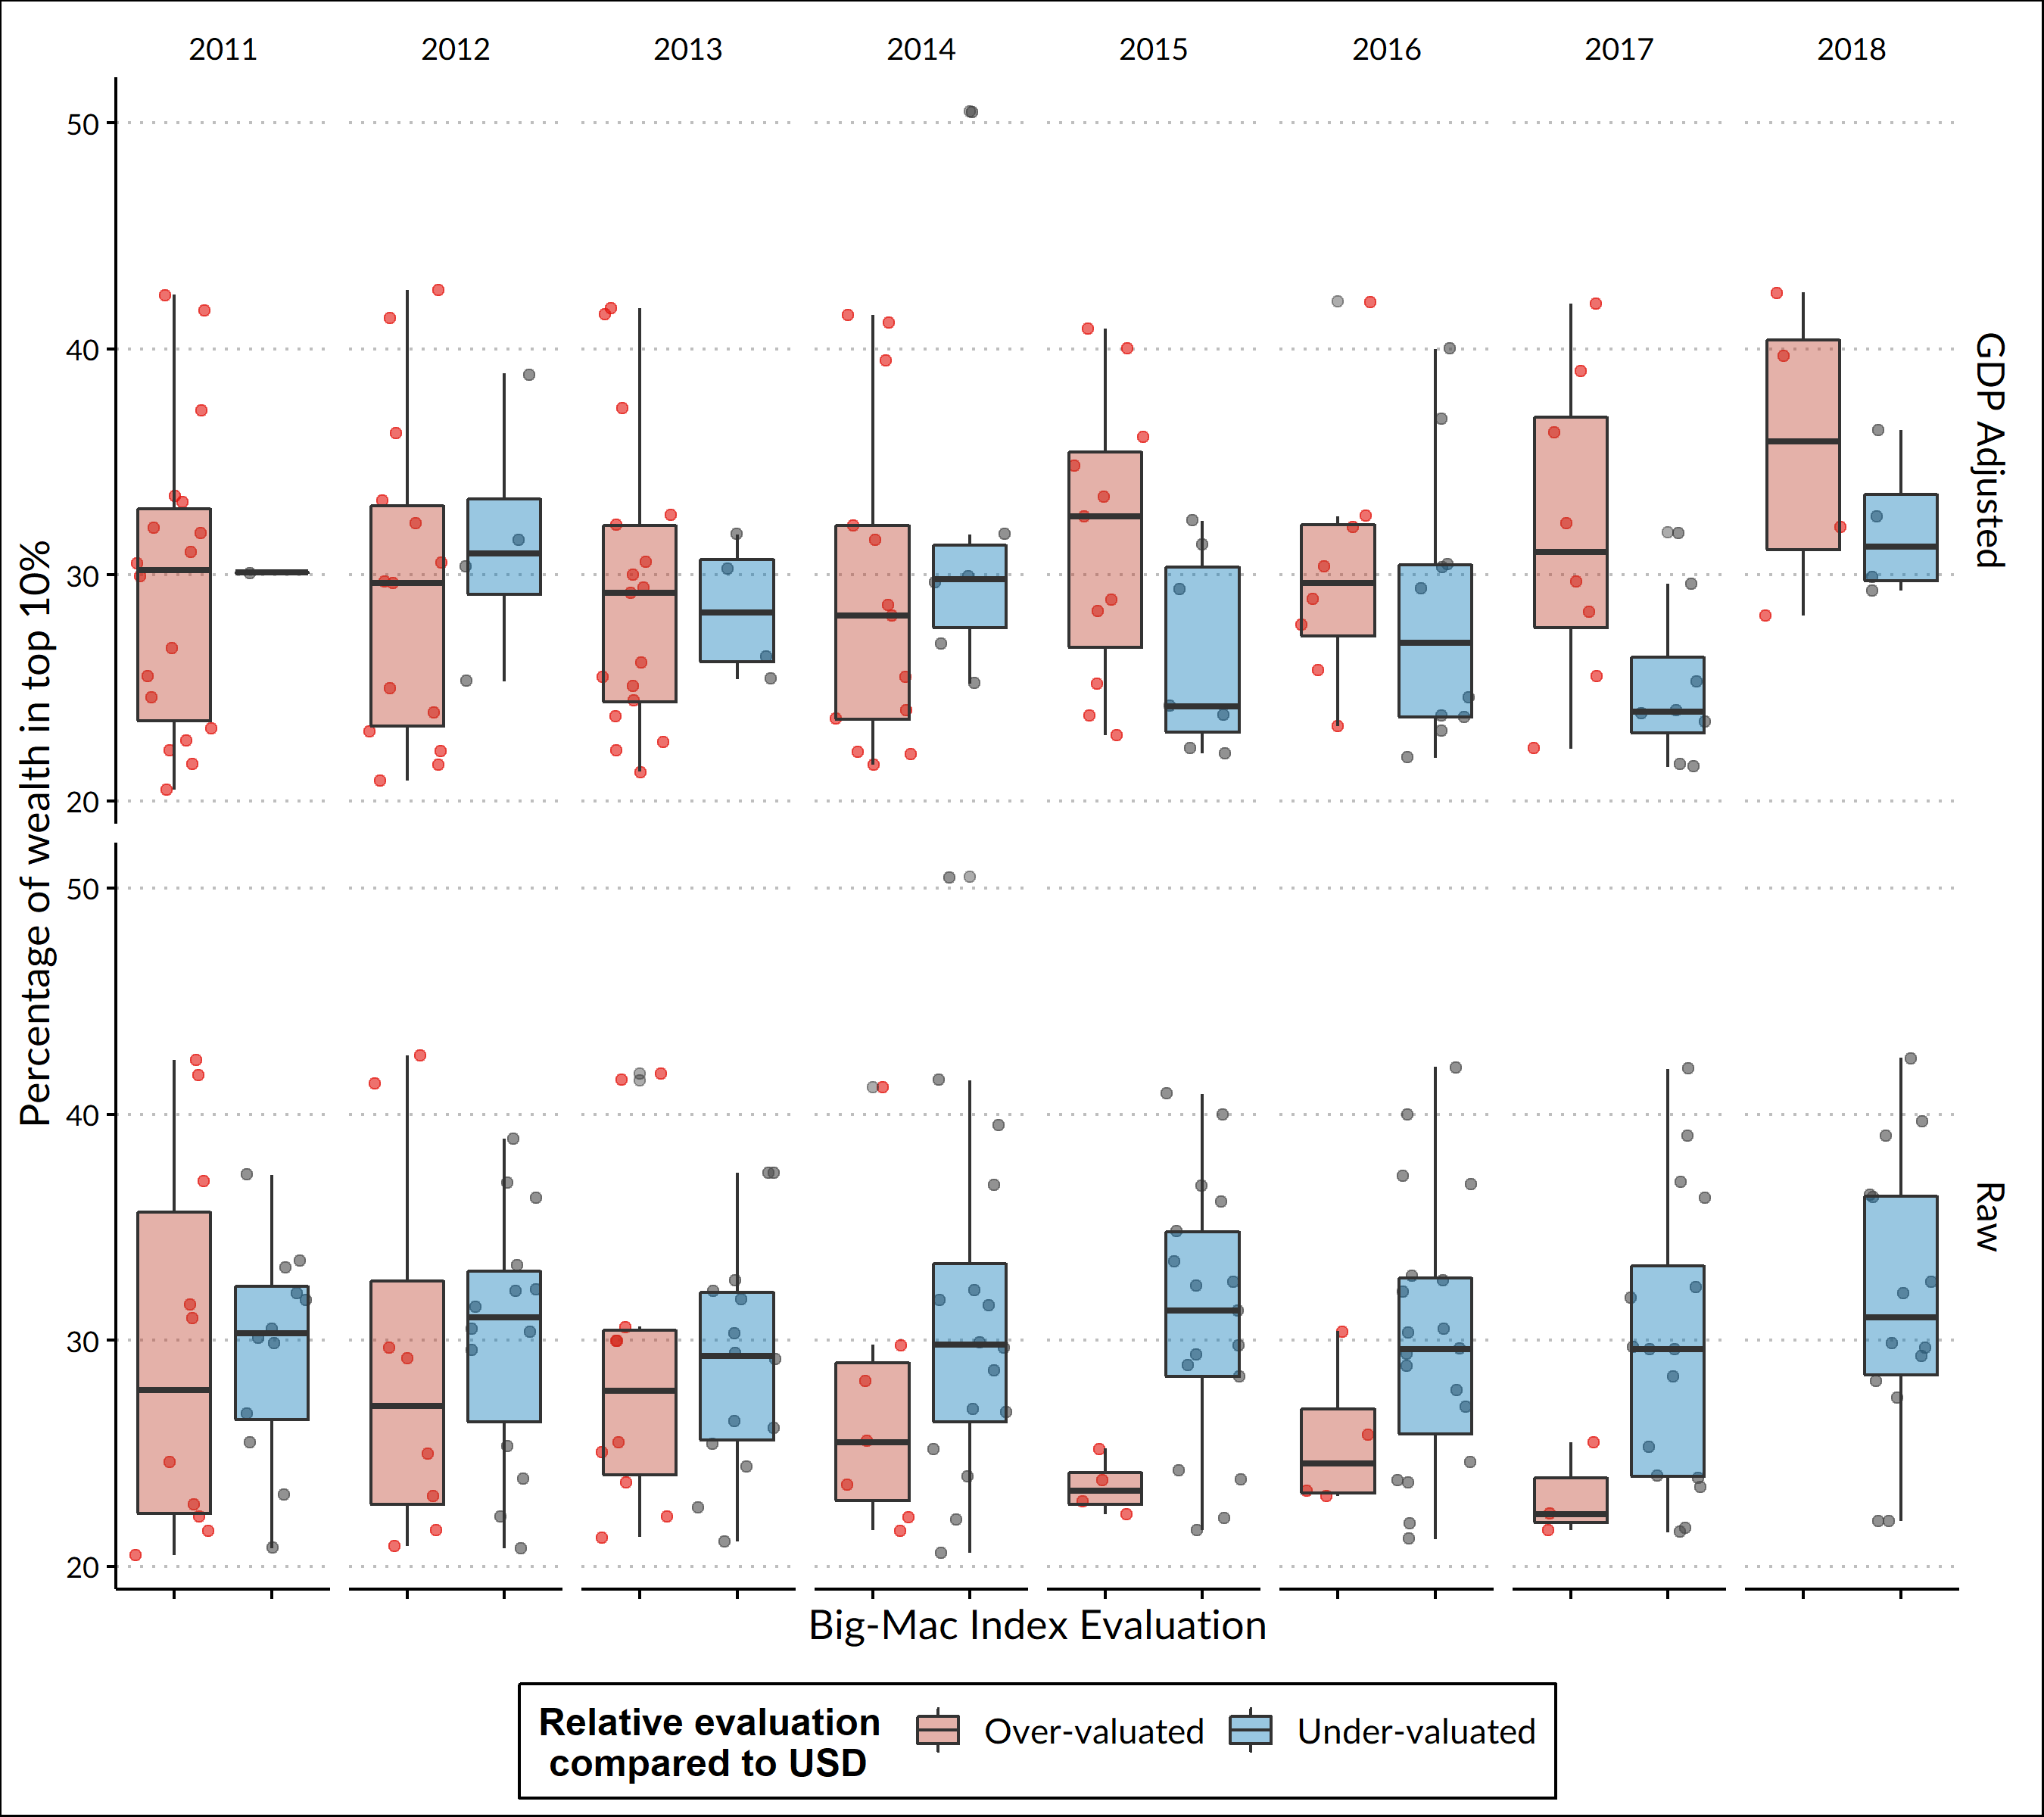 2011 2012 2013 2014 2015 2016 2017 2018
Percentage of wealth in top 10%
50
40
30
20
GDP Adjusted
50
40
30
20
Raw
Big-Mac Index Evaluation
Relative evaluation
compared to USD
Over-valuated
Under-valuated